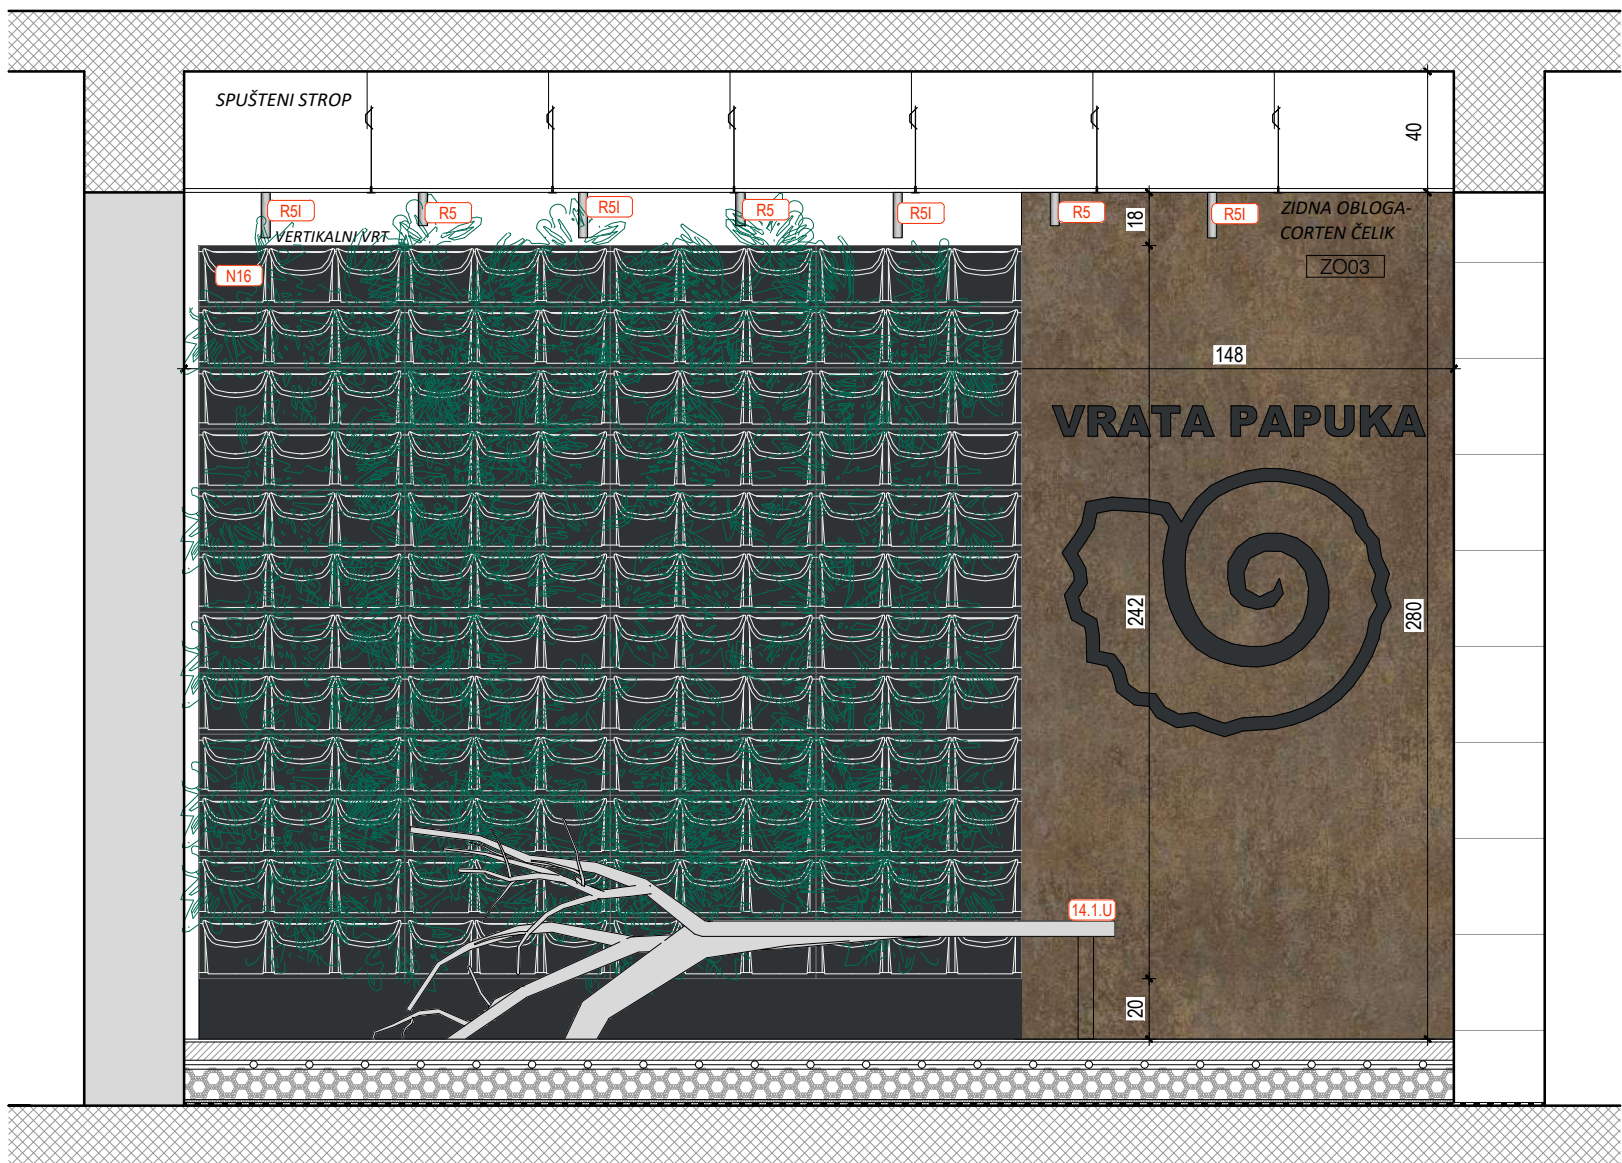 SPUŠTENI STROP
40
R5I
R5
R5I
R5
R5I
R5
R5I
ZIDNA OBLOGA-
CORTEN ČELIK
18
VERTIKALNI VRT
N16
ZO03
148
VRATA PAPUKA
242
280
14.1.U
20